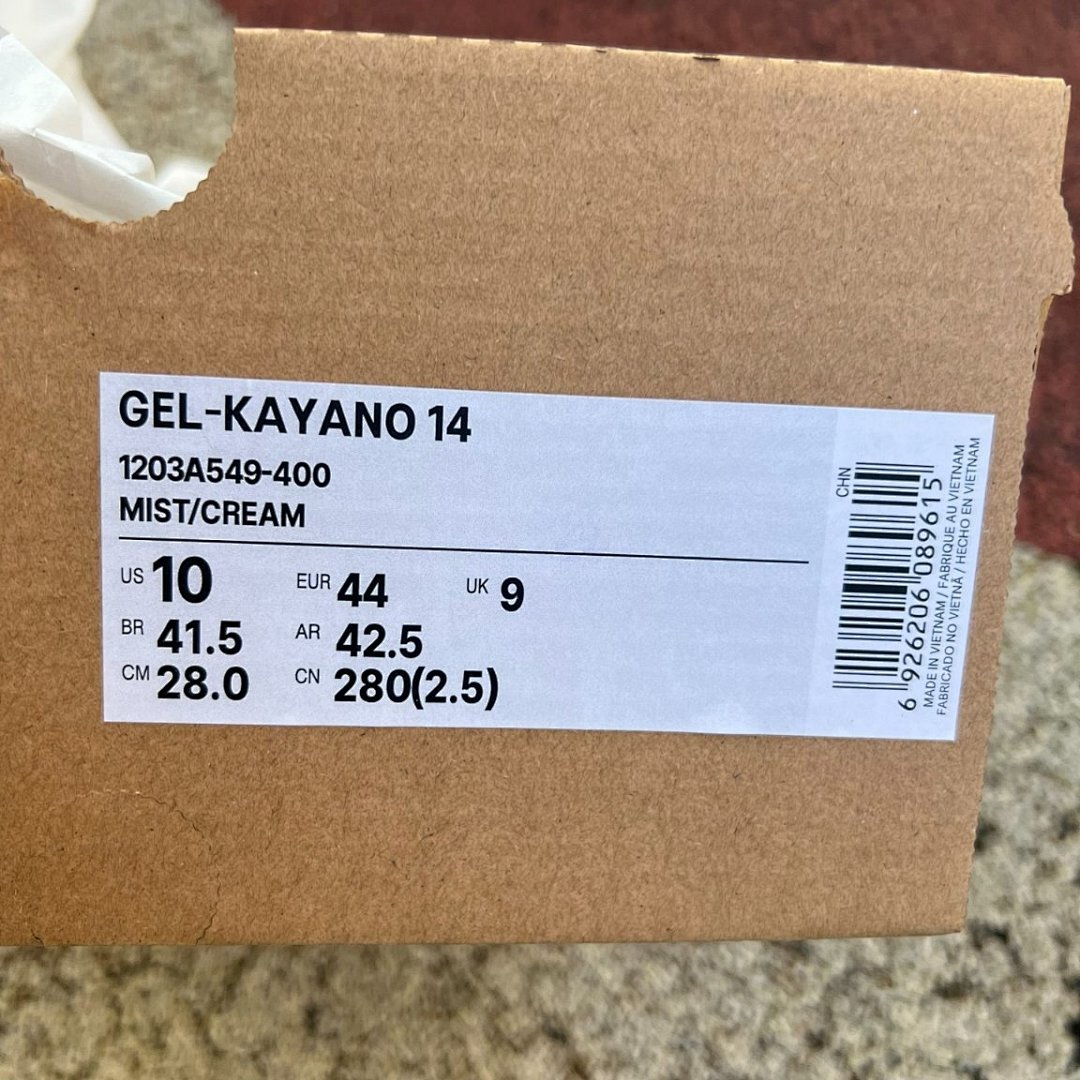 GEL-KAYANO 14
1203A549-400
MIST/CREAM
US 10 EUR 44 UK 9
BR 41.5 AR 42.5
CM 28.0 CN 280(2.5)
CHN
6 926206 089615
MADE IN VIETNAM / FABRIQUE AU VIETNAM
FABRICADO NO VIETNÃ / HECHO EN VIETNAM